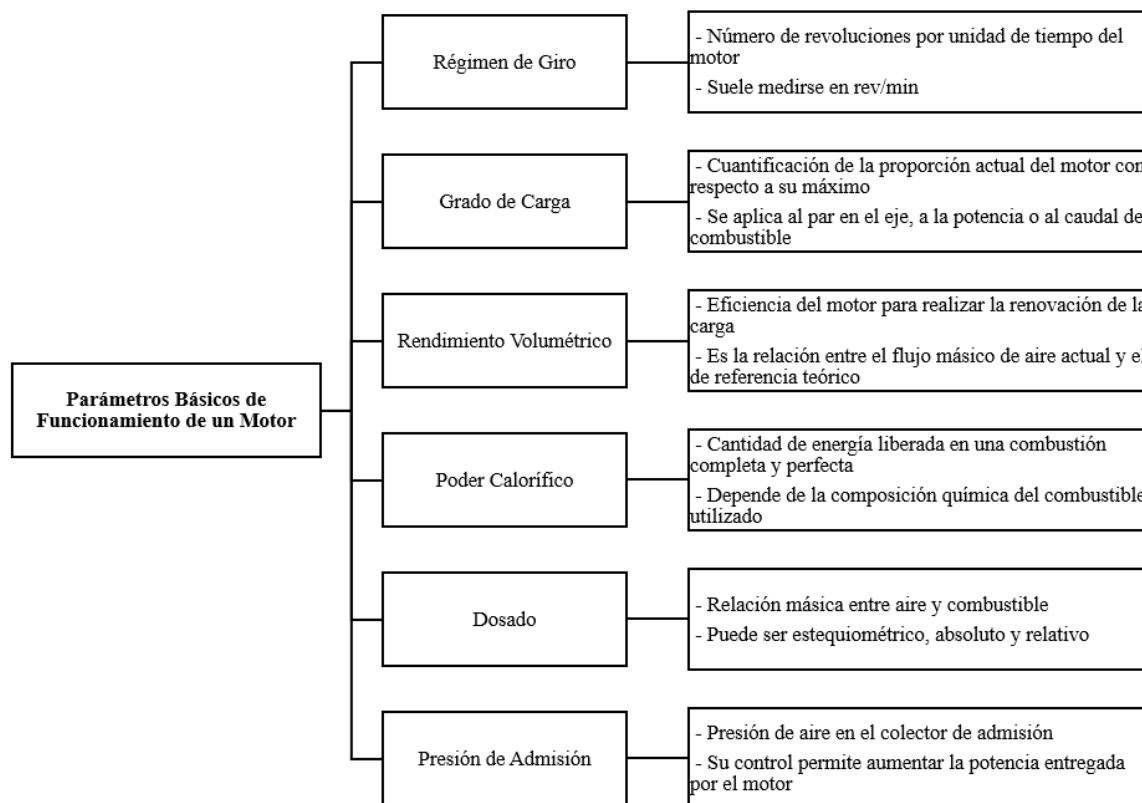 Parámetros Básicos de
Funcionamiento de un Motor
Régimen de Giro
- Número de revoluciones por unidad de tiempo del
motor
- Suele medirse en rev/min
Grado de Carga
- Cuantificación de la proporción actual del motor con
respecto a su máximo
- Se aplica al par en el eje, a la potencia o al caudal de
combustible
Rendimiento Volumétrico
- Eficiencia del motor para realizar la renovación de la
carga
- Es la relación entre el flujo másico de aire actual y el
de referencia teórico
Poder Calorífico
- Cantidad de energía liberada en una combustión
completa y perfecta
- Depende de la composición química del combustible
utilizado
Dosado
- Relación másica entre aire y combustible
- Puede ser estequiométrico, absoluto y relativo
Presión de Admisión
- Presión de aire en el colector de admisión
- Su control permite aumentar la potencia entregada
por el motor